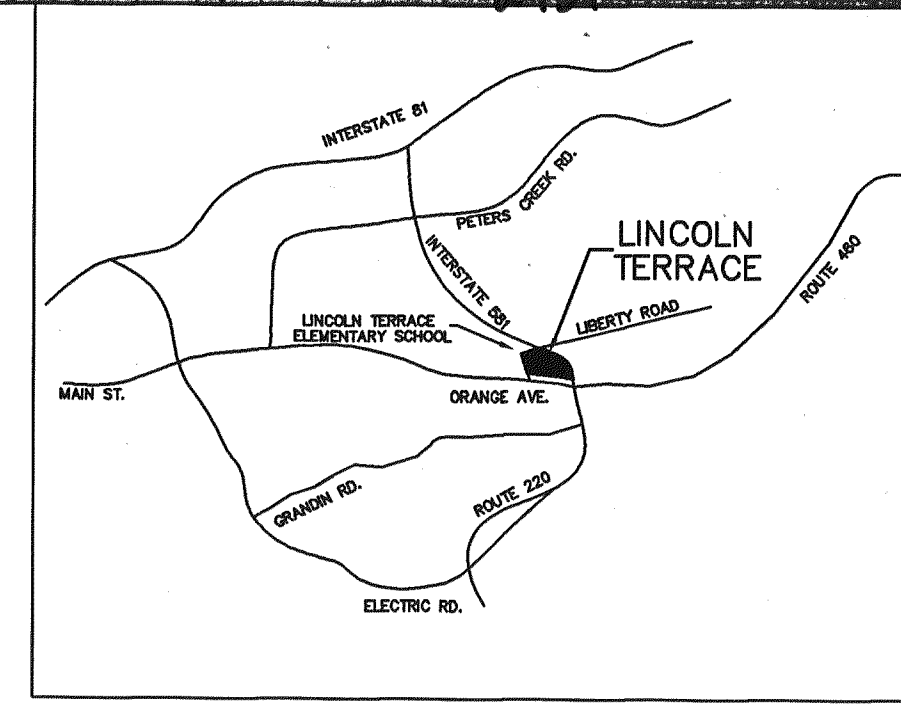 INTERSTATE 81
PETERS CREEK RD.
LINCOLN
TERRACE
INTERSTATE 581
ROUTE 460
LIBERTY ROAD
LINCOLN TERRACE
ELEMENTARY SCHOOL
MAIN ST.
ORANGE AVE.
GRANDIN RD.
ROUTE 220
ELECTRIC RD.